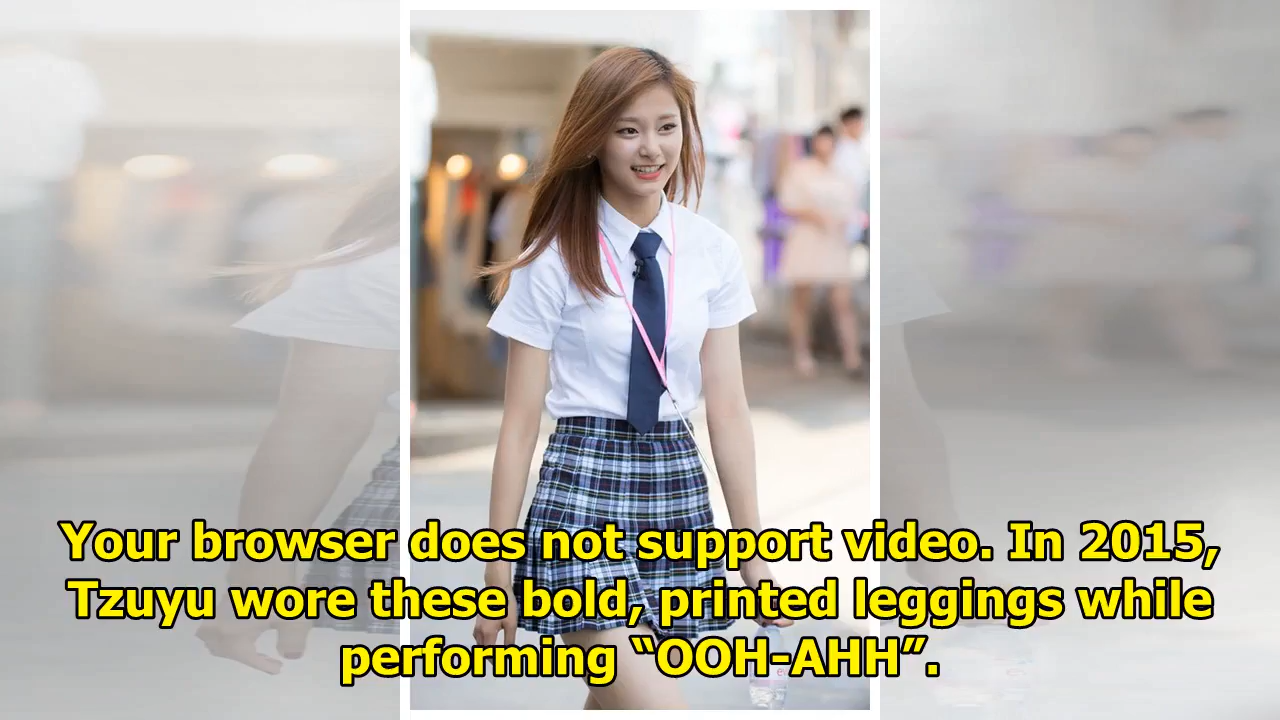 Your browser does not support video. In 2015,
Tzuyu wore these bold, printed leggings while
performing “OOH-AHH”.